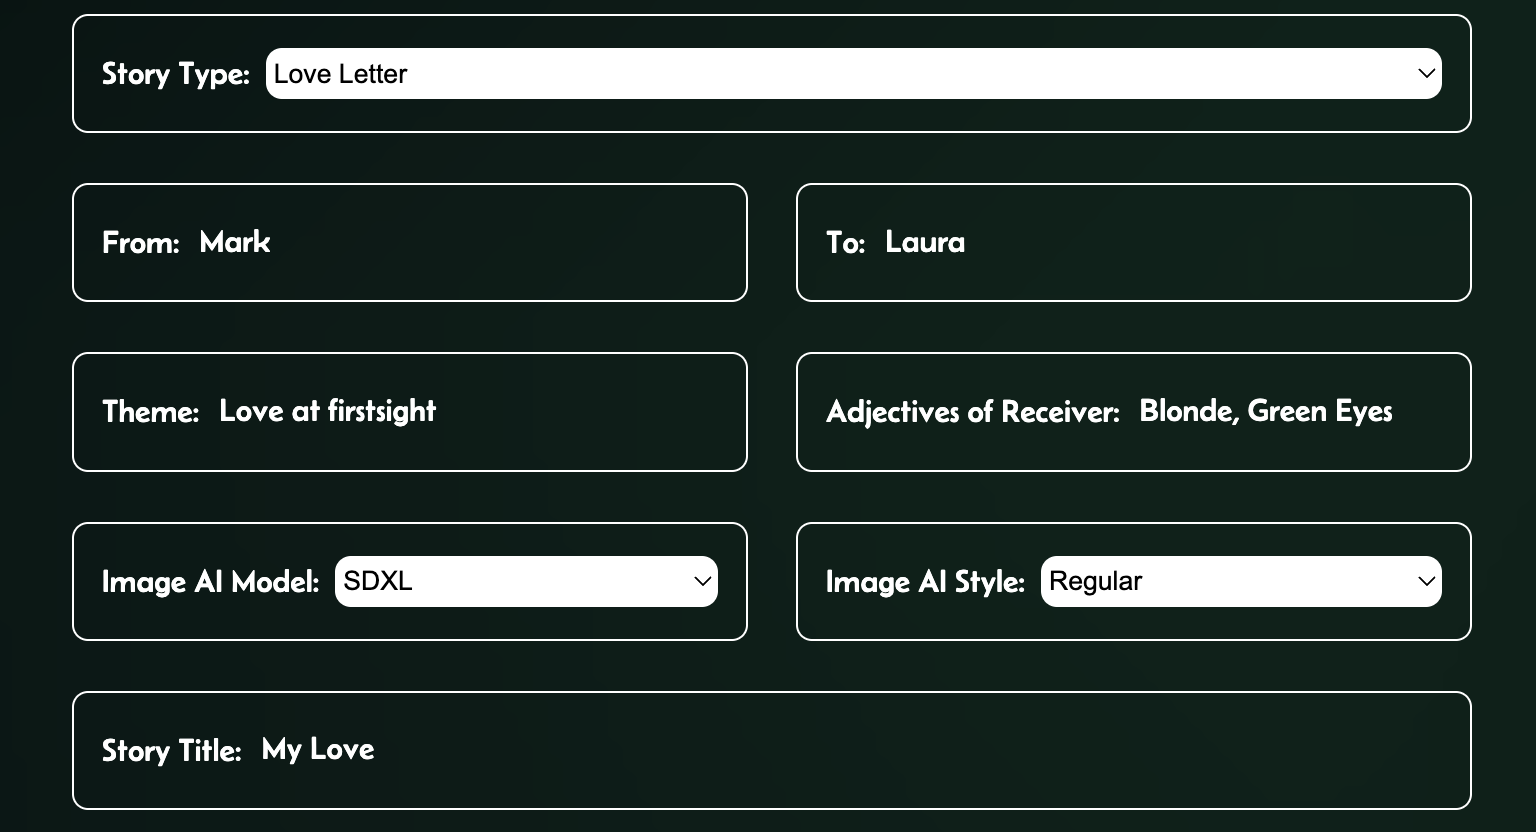 Story Type: Love Letter
From: Mark
To: Laura
Theme: Love at firstsight
Adjectives of Receiver: Blonde, Green Eyes
Image AI Model: SDXL
Image AI Style: Regular
Story Title: My Love